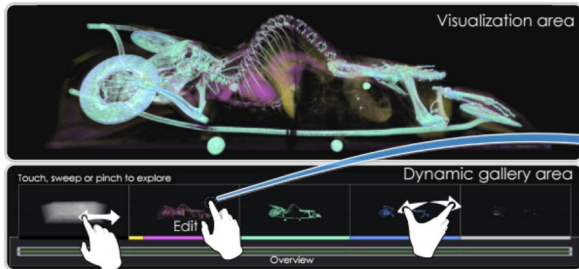 Visualization area
Dynamic gallery area
Touch, sweep or pinch to explore
Edit
Overview